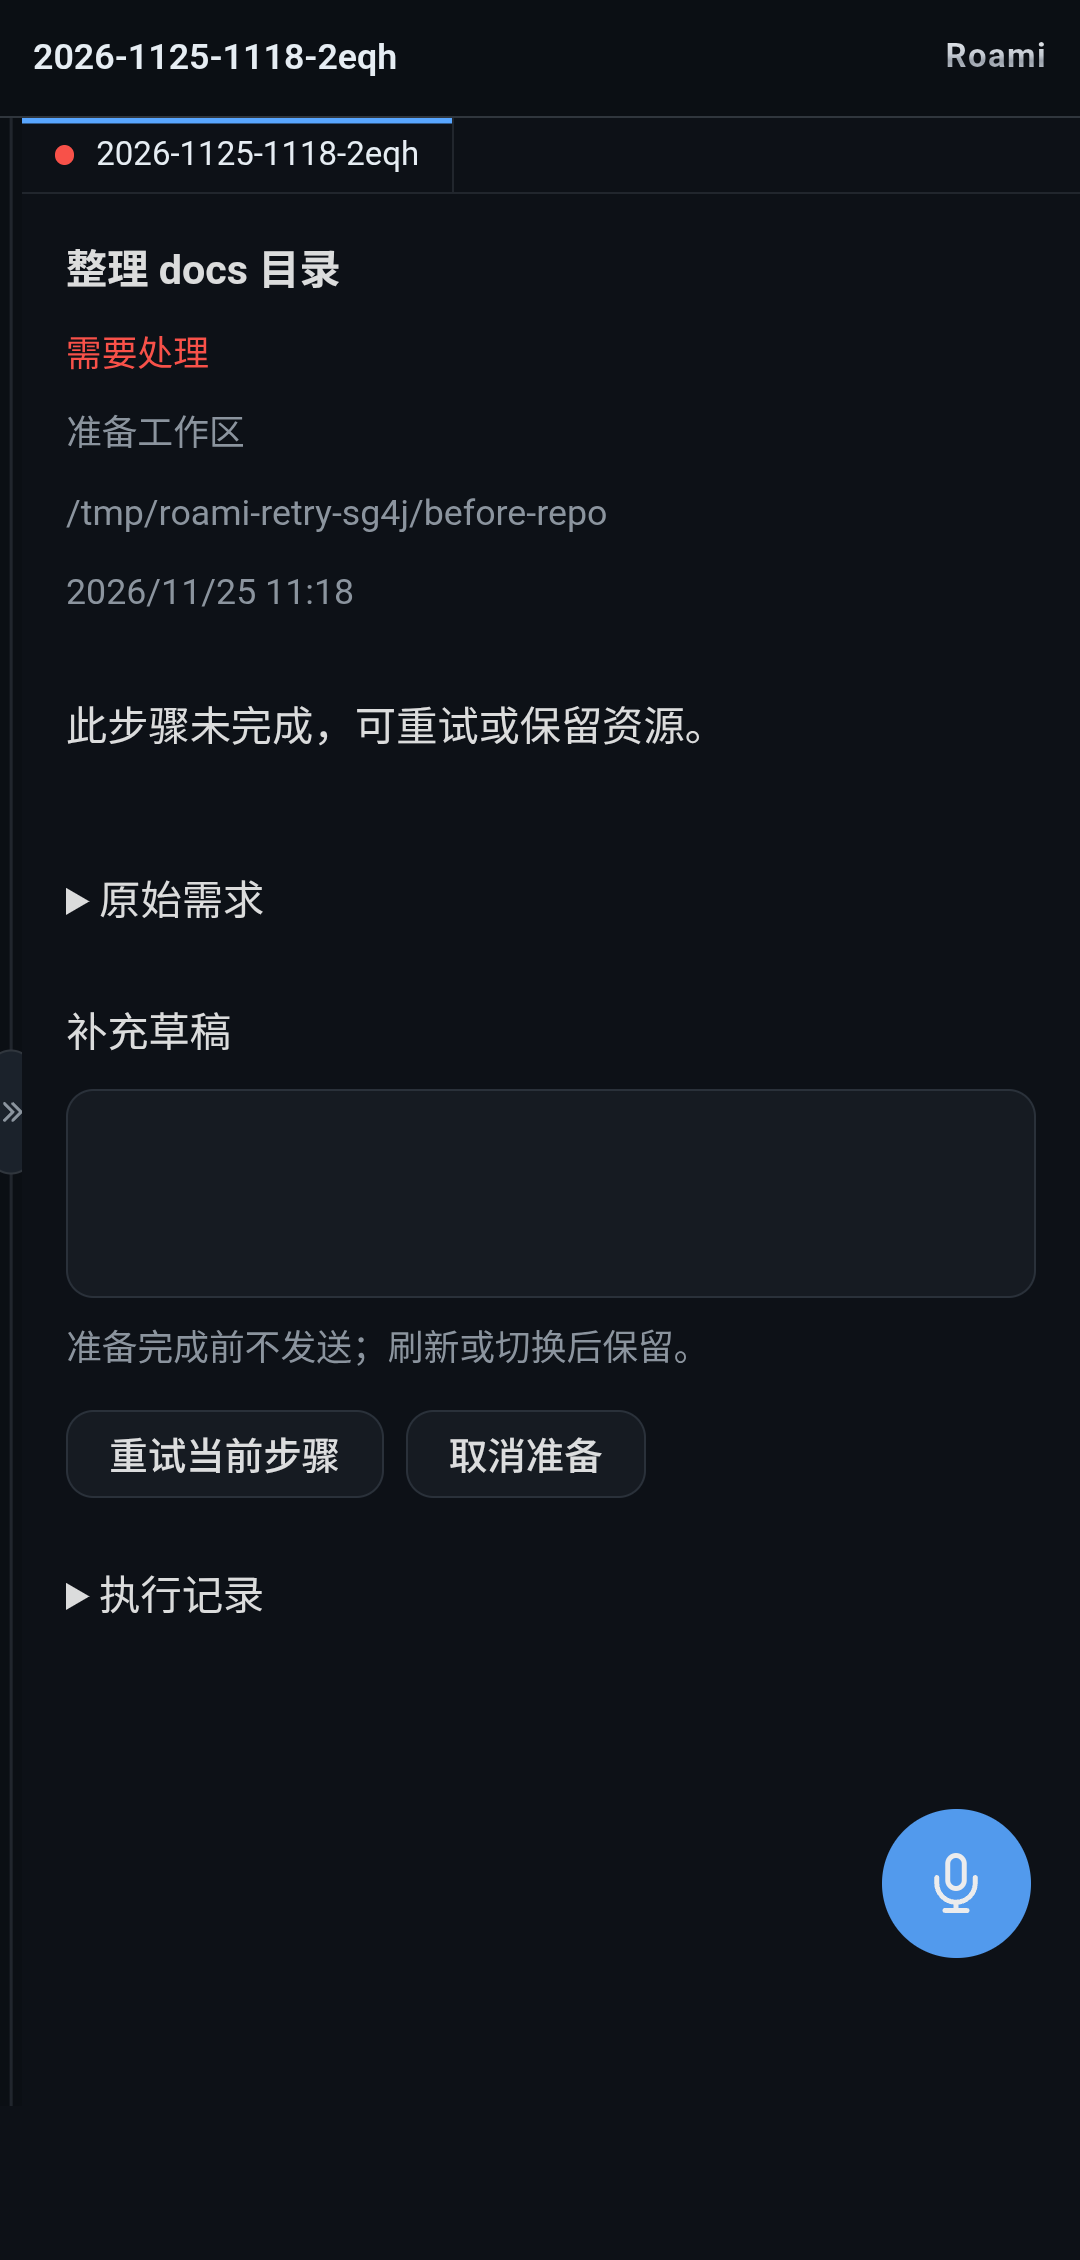 2026-1125-1118-2eqh
Roami
2026-1125-1118-2eqh
整理 docs 目录
需要处理
准备工作区
/tmp/roami-retry-sg4j/before-repo
2026/11/25 11:18
此步骤未完成，可重试或保留资源。
原始需求
补充草稿
准备完成前不发送；刷新或切换后保留。
重试当前步骤
取消准备
执行记录